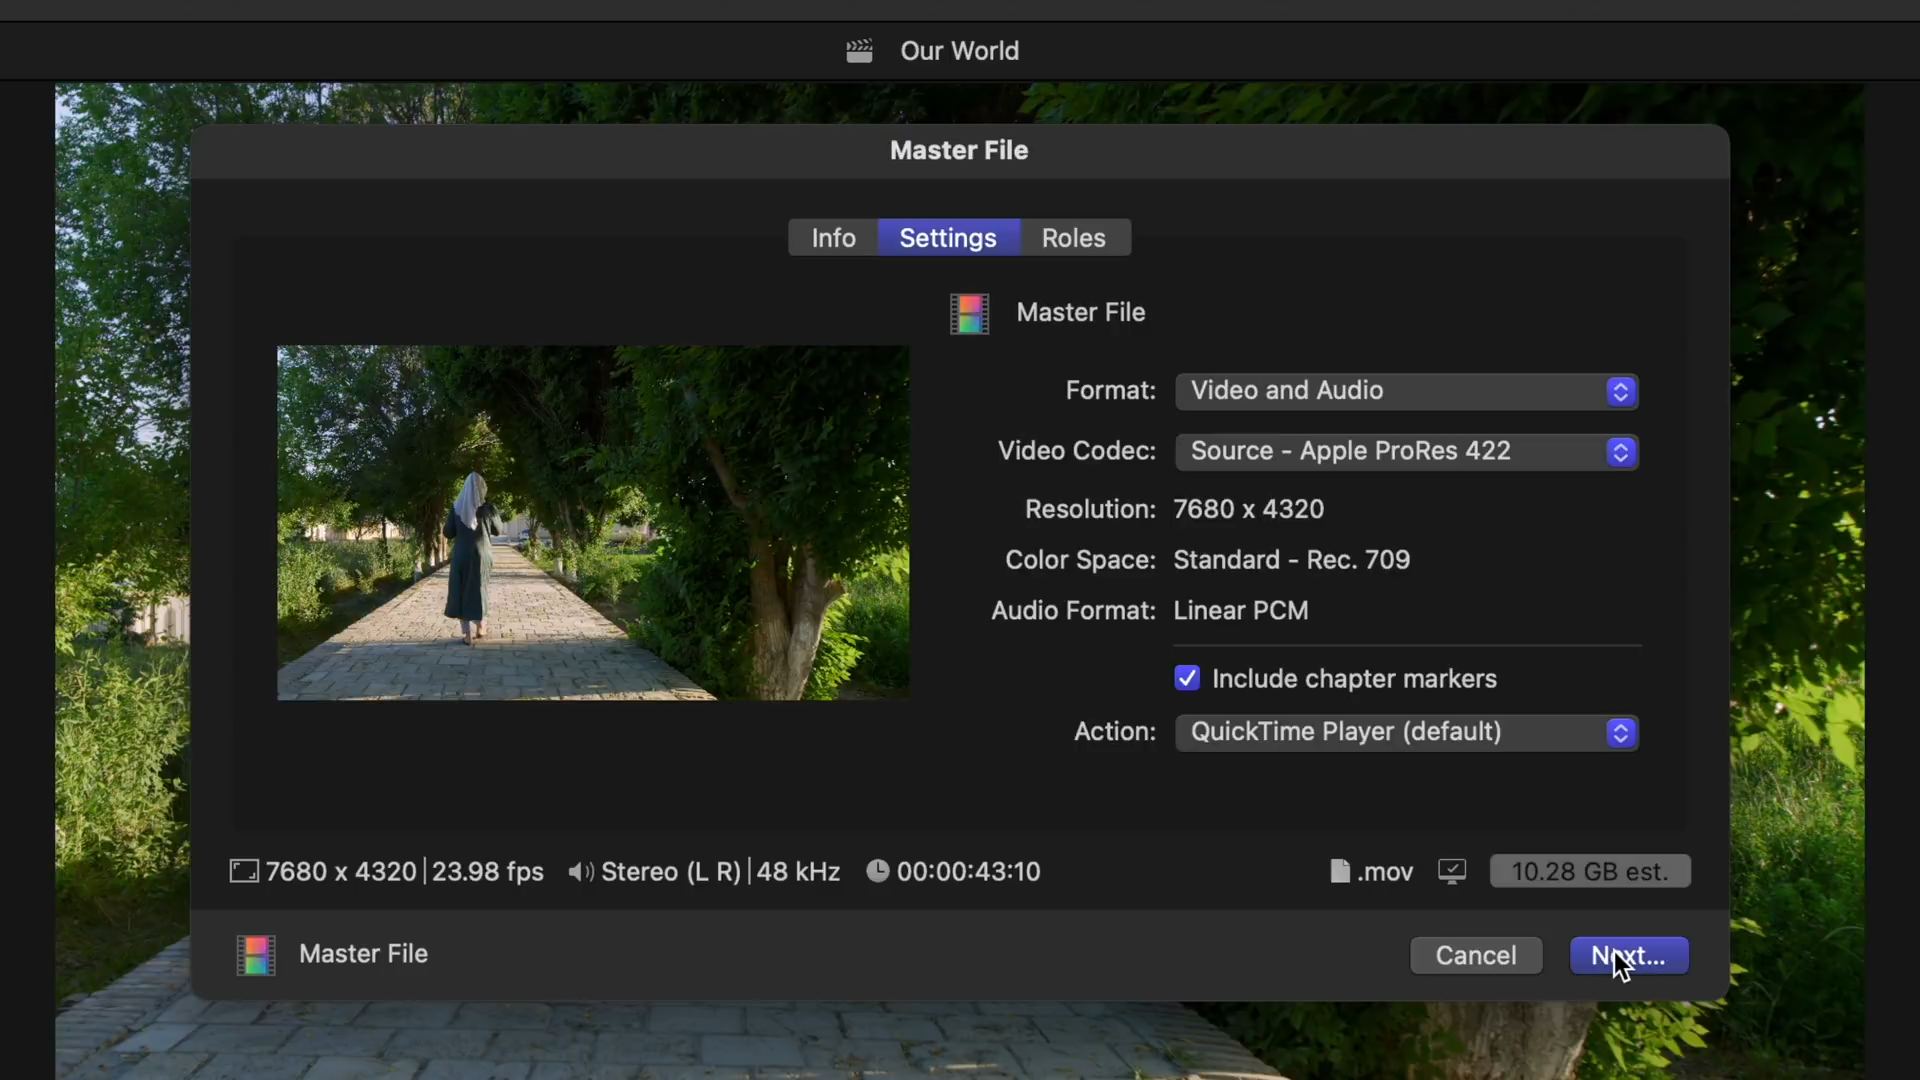 Our World
Master File
Info Settings Roles
Master File
Format: Video and Audio
Video Codec: Source - Apple ProRes 422
Resolution: 7680 x 4320
Color Space: Standard - Rec. 709
Audio Format: Linear PCM
Include chapter markers
Action: QuickTime Player (default)
7680 x 4320 | 23.98 fps Stereo (L R) | 48 kHz 00:00:43:10 .mov 10.28 GB est.
Master File Cancel Next...